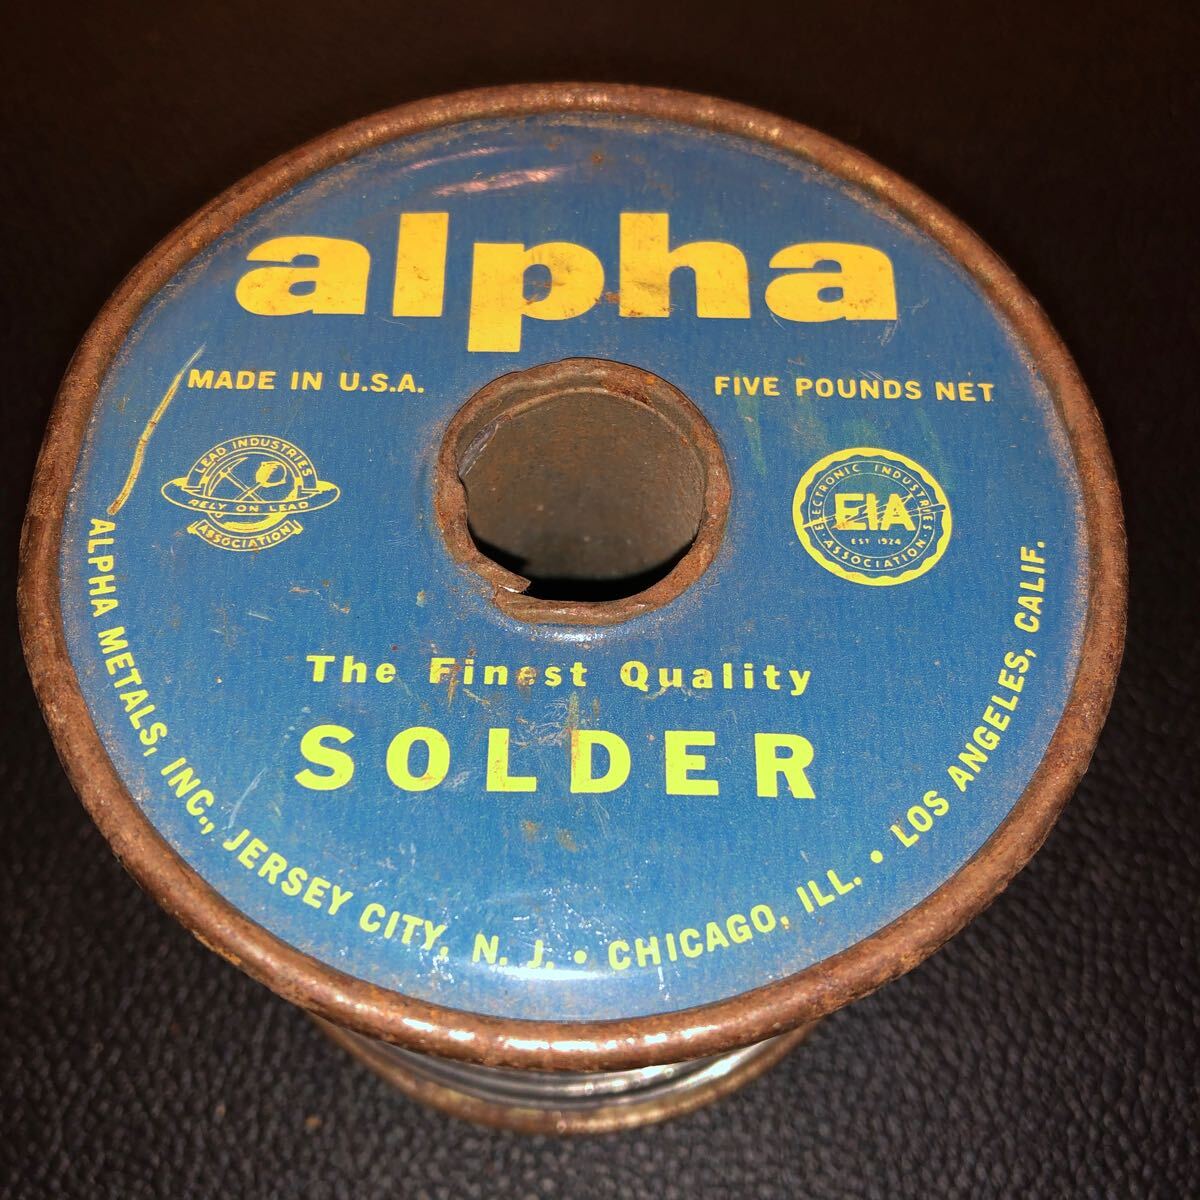 alpha
MADE IN U.S.A.
FIVE POUNDS NET
LEAD INDUSTRIES
RELY ON LEAD
ASSOCIATION
ELECTRONIC INDUSTRIES
EIA
EST 1924
ASSOCIATION
The Finest Quality
SOLDER
ALPHA METALS, INC., JERSEY CITY, N. J. • CHICAGO, ILL. • LOS ANGELES, CALIF.